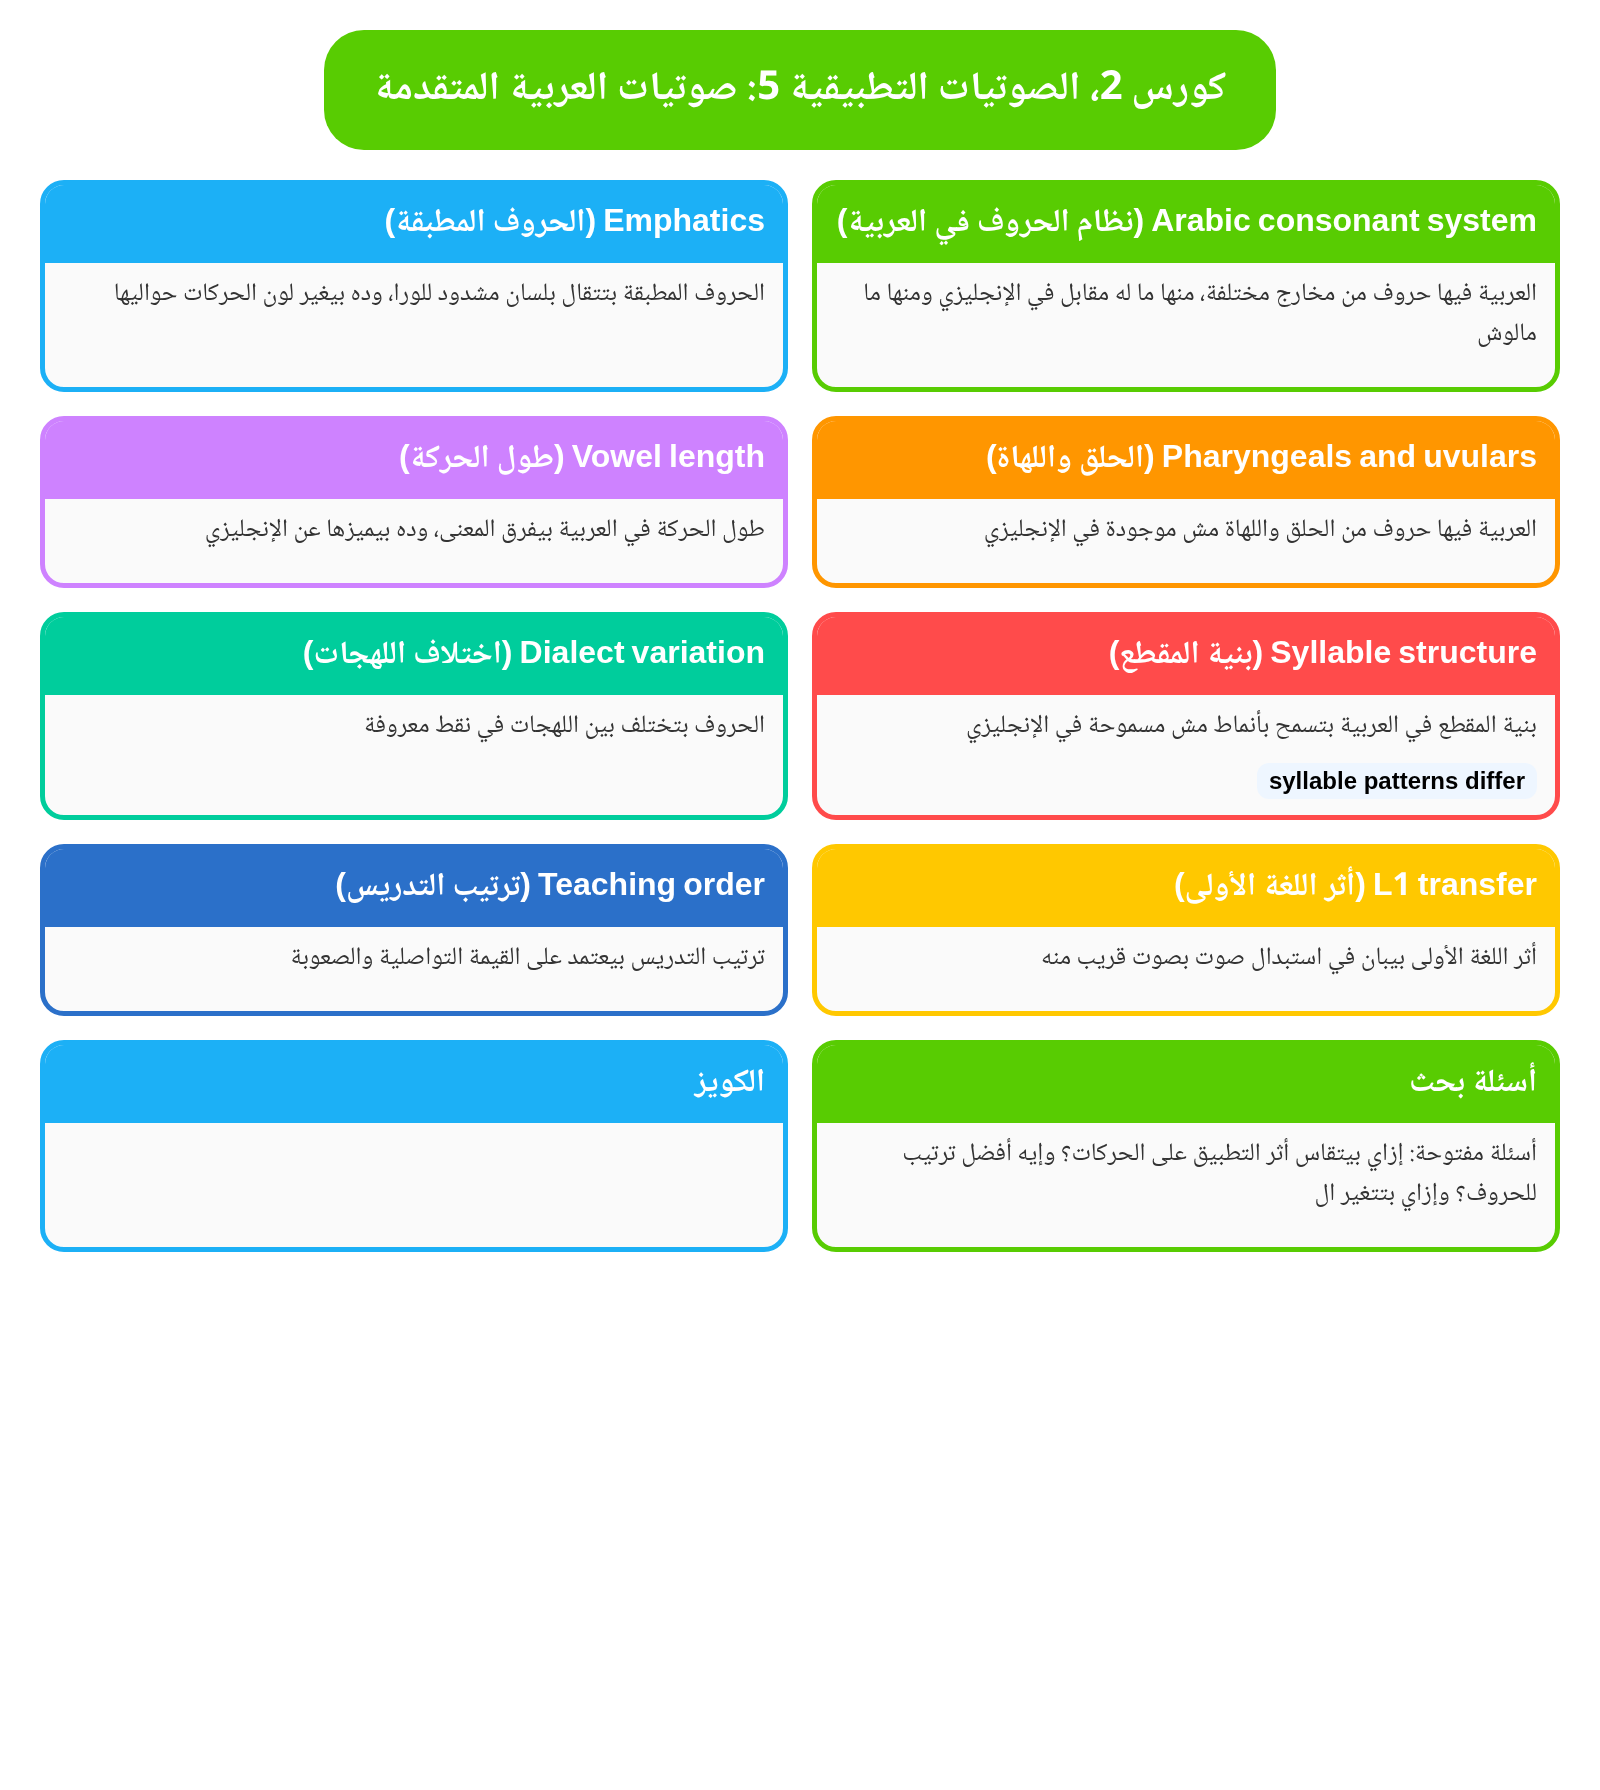 كورس 2، الصوتيات التطبيقية 5: صوتيات العربية المتقدمة
Arabic consonant system (نظام الحروف في العربية)
العربية فيها حروف من مخارج مختلفة، منها ما له مقابل في الإنجليزي ومنها ما
مالوش
Emphatics (الحروف المطبقة)
الحروف المطبقة بتتقال بلسان مشدود للورا، وده بيغير لون الحركات حواليها
Pharyngeals and uvulars (الحلق واللهاة)
العربية فيها حروف من الحلق واللهاة مش موجودة في الإنجليزي
Vowel length (طول الحركة)
طول الحركة في العربية بيفرق المعنى، وده بيميزها عن الإنجليزي
Syllable structure (بنية المقطع)
بنية المقطع في العربية بتسمح بأنماط مش مسموحة في الإنجليزي
syllable patterns differ
Dialect variation (اختلاف اللهجات)
الحروف بتختلف بين اللهجات في نقط معروفة
L1 transfer (أثر اللغة الأولى)
أثر اللغة الأولى بيبان في استبدال صوت بصوت قريب منه
Teaching order (ترتيب التدريس)
ترتيب التدريس بيعتمد على القيمة التواصلية والصعوبة
أسئلة بحث
أسئلة مفتوحة: إزاي بيتقاس أثر التطبيق على الحركات؟ وإيه أفضل ترتيب
للحروف؟ وإزاي بتتغير ال
الكويز